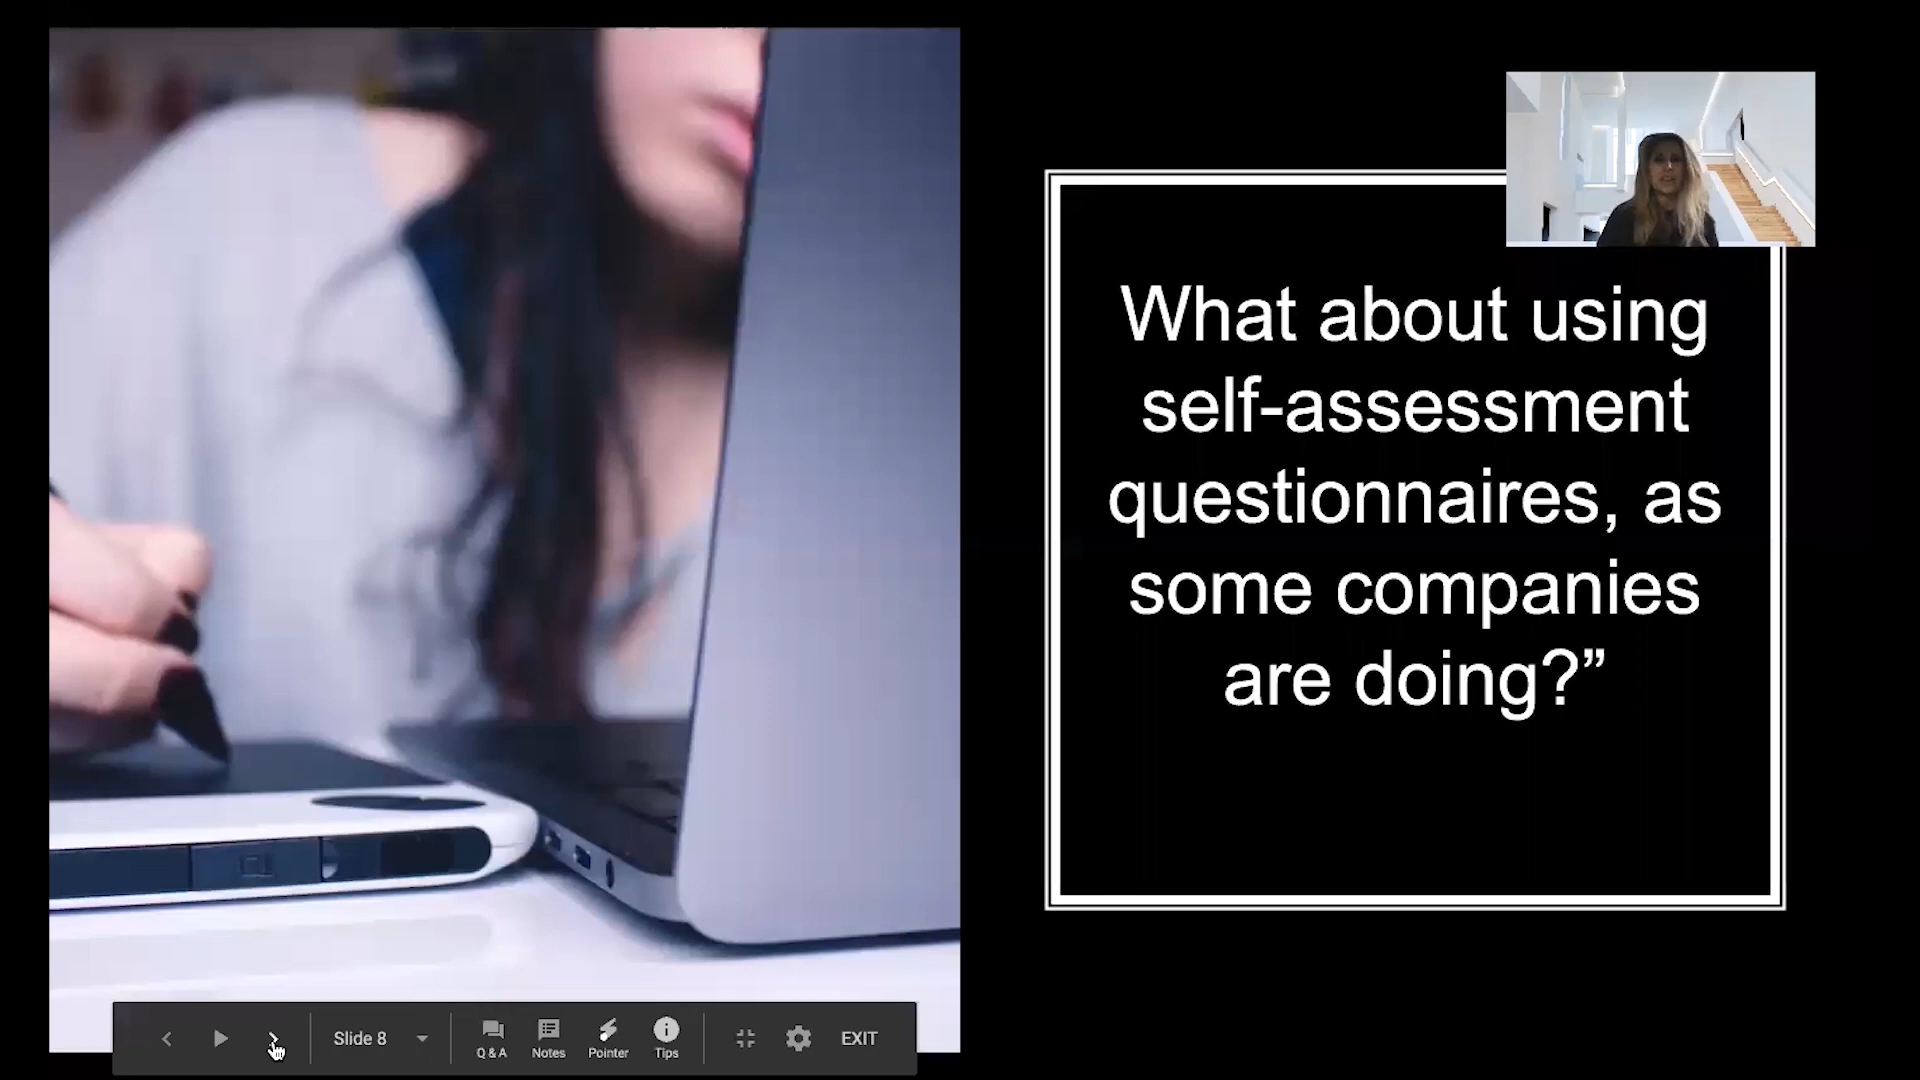 What about using
self-assessment
questionnaires, as
some companies
are doing?”
Slide 8
Q & A
Notes
Pointer
Tips
EXIT